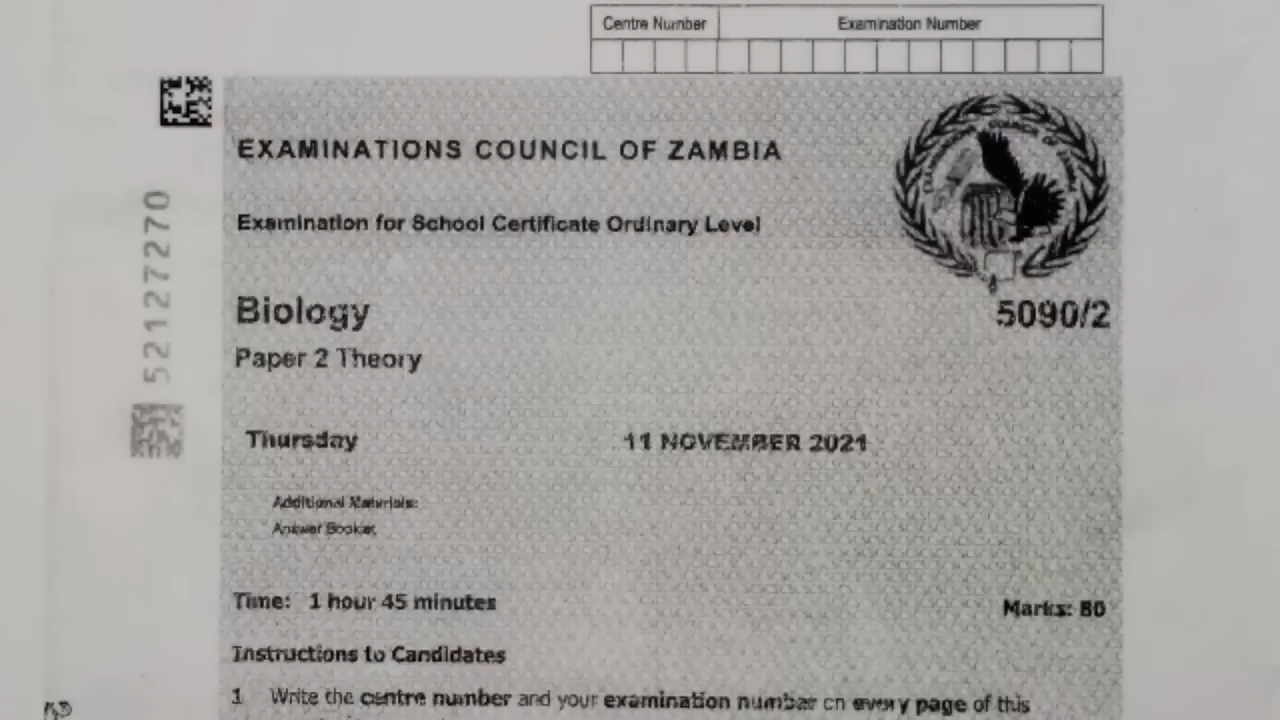 Centre Number Examination Number
EXAMINATIONS COUNCIL OF ZAMBIA
Examination for School Certificate Ordinary Level
Biology 5090/2
Paper 2 Theory
Thursday 11 NOVEMBER 2021
Additional Materials:
Answer Booklet
Time: 1 hour 45 minutes Marks: 80
Instructions to Candidates
1 Write the centre number and your examination number on every page of this
52127270